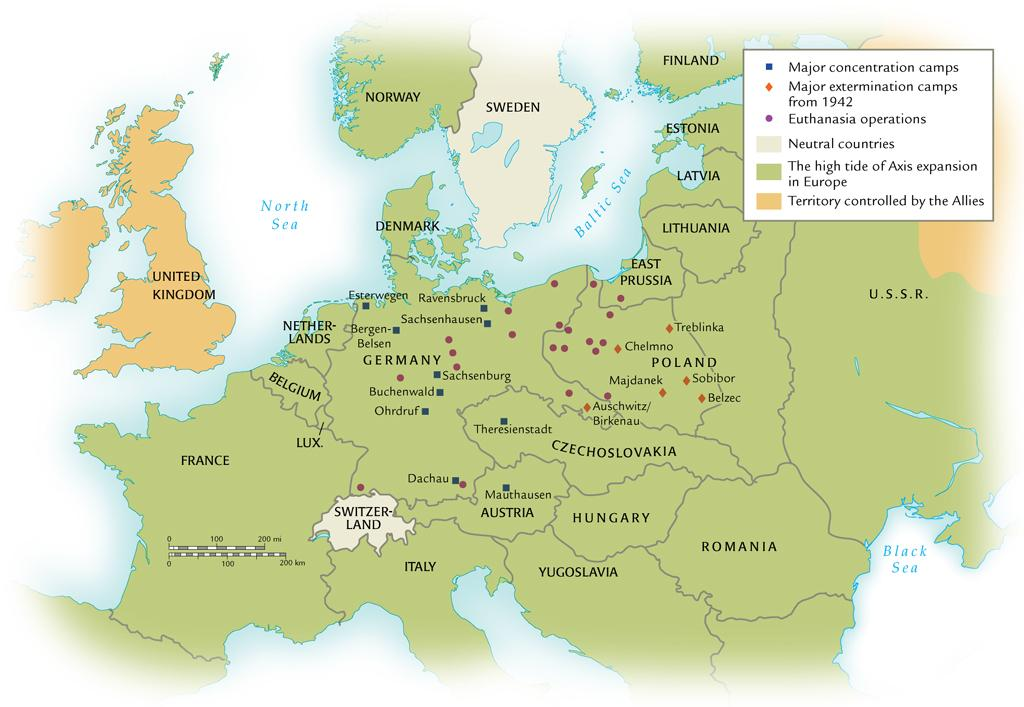 FINLAND
NORWAY
SWEDEN
ESTONIA
LATVIA
LITHUANIA
Major concentration camps
Major extermination camps
from 1942
Euthanasia operations
Neutral countries
The high tide of Axis expansion
in Europe
Territory controlled by the Allies
North
Sea
Baltic Sea
DENMARK
EAST
PRUSSIA
U.S.S.R.
UNITED
KINGDOM
Esterwegen
Ravensbruck
Sachsenhausen
NETHER-
LANDS
Bergen-
Belsen
GERMANY
Treblinka
Chelmno
POLAND
BELGIUM
Sachsenburg
Buchenwald
Ohrdruf
Majdanek
Sobibor
Belzec
Auschwitz/
Birkenau
LUX.
Theresienstadt
CZECHOSLOVAKIA
FRANCE
Dachau
Mauthausen
AUSTRIA
SWITZER-
LAND
HUNGARY
ROMANIA
0 100 200 mi
0 100 200 km
ITALY
YUGOSLAVIA
Black
Sea